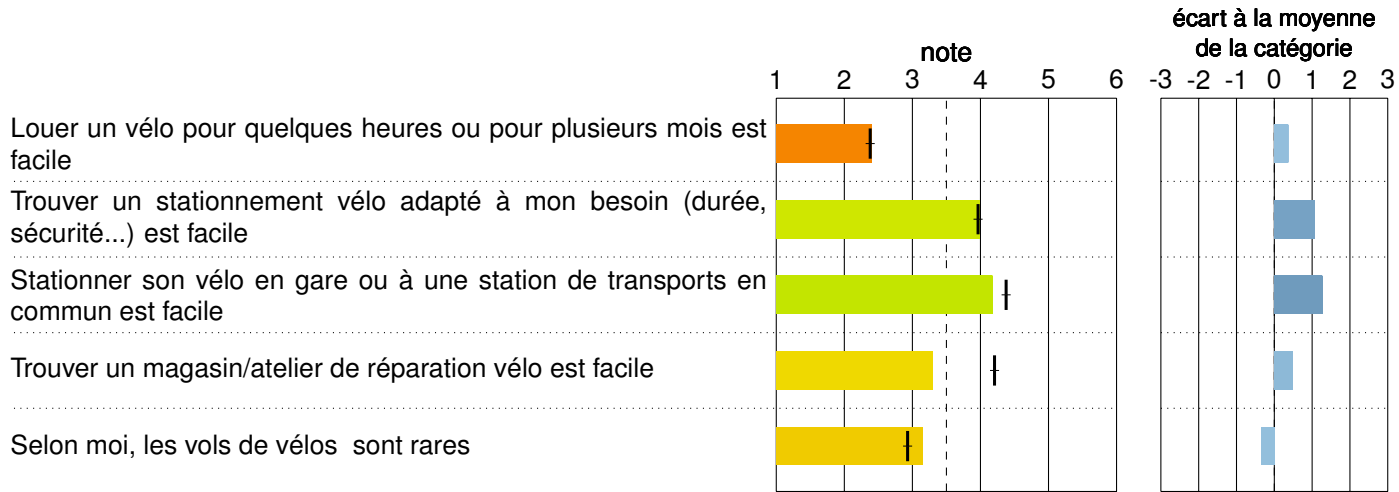 écart à la moyenne
note de la catégorie
1 2 3 4 5 6 -3 -2 -1 0 1 2 3
Louer un vélo pour quelques heures ou pour plusieurs mois est
facile
Trouver un stationnement vélo adapté à mon besoin (durée,
sécurité...) est facile
Stationner son vélo en gare ou à une station de transports en
commun est facile
Trouver un magasin/atelier de réparation vélo est facile
Selon moi, les vols de vélos sont rares